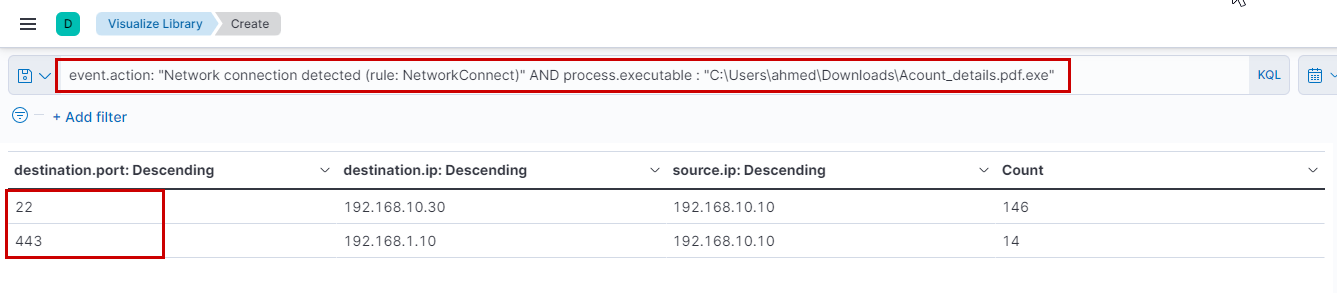 D Visualize Library Create
event.action: "Network connection detected (rule: NetworkConnect)" AND process.executable : "C:\Users\ahmed\Downloads\Acount_details.pdf.exe" KQL
+ Add filter
destination.port: Descending destination.ip: Descending source.ip: Descending Count
22 192.168.10.30 192.168.10.10 146
443 192.168.1.10 192.168.10.10 14